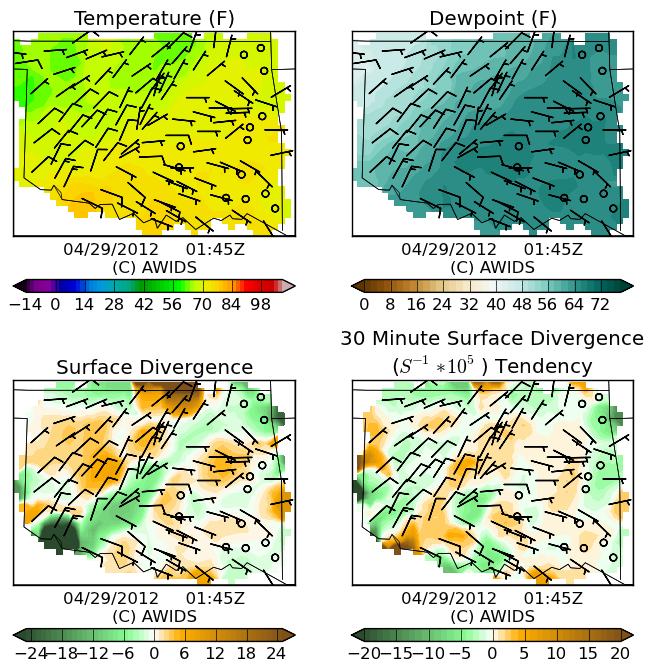 Temperature (F)
Dewpoint (F)
04/29/2012 01:45Z
(C) AWIDS
04/29/2012 01:45Z
(C) AWIDS
−14 0 14 28 42 56 70 84 98
0 8 16 24 32 40 48 56 64 72
Surface Divergence
30 Minute Surface Divergence
(S⁻¹ *10⁵ ) Tendency
04/29/2012 01:45Z
(C) AWIDS
04/29/2012 01:45Z
(C) AWIDS
−24 −18 −12 −6 0 6 12 18 24
−20 −15 −10 −5 0 5 10 15 20